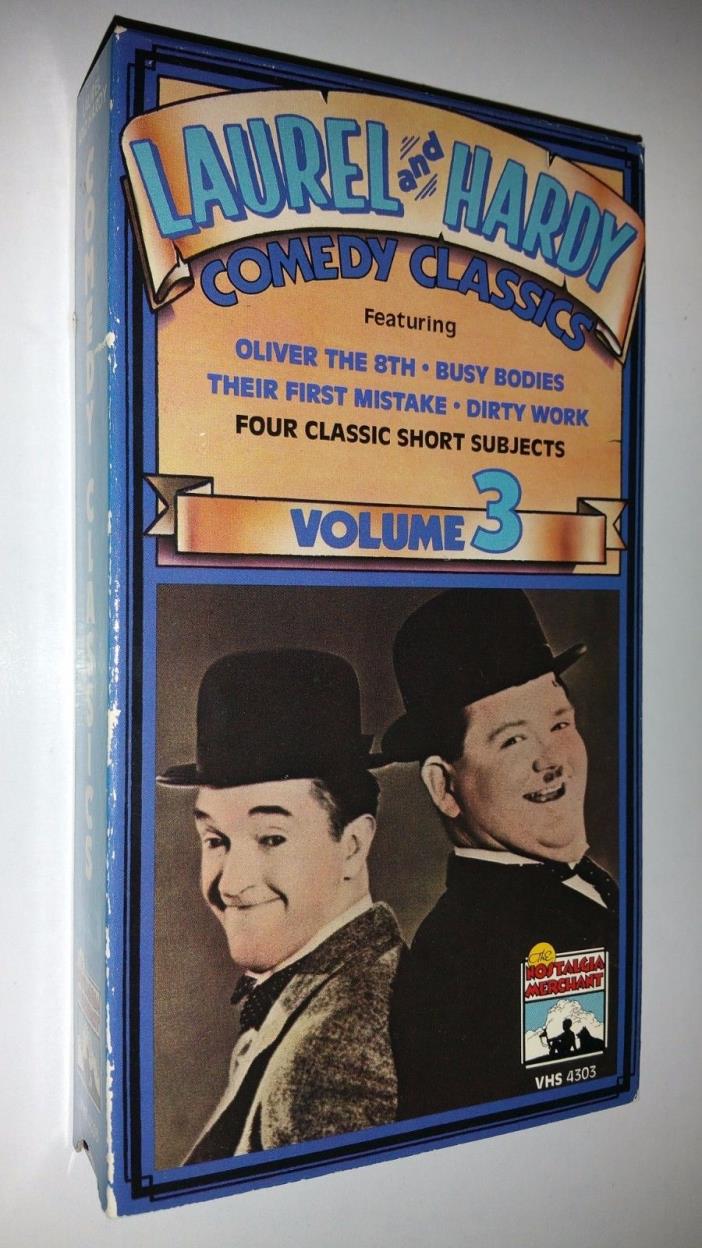 LAUREL and HARDY
COMEDY CLASSICS
Featuring
OLIVER THE 8TH • BUSY BODIES
THEIR FIRST MISTAKE • DIRTY WORK
FOUR CLASSIC SHORT SUBJECTS
VOLUME 3
The
NOSTALGIA
MERCHANT
VHS 4303
COMEDY CLASSICS